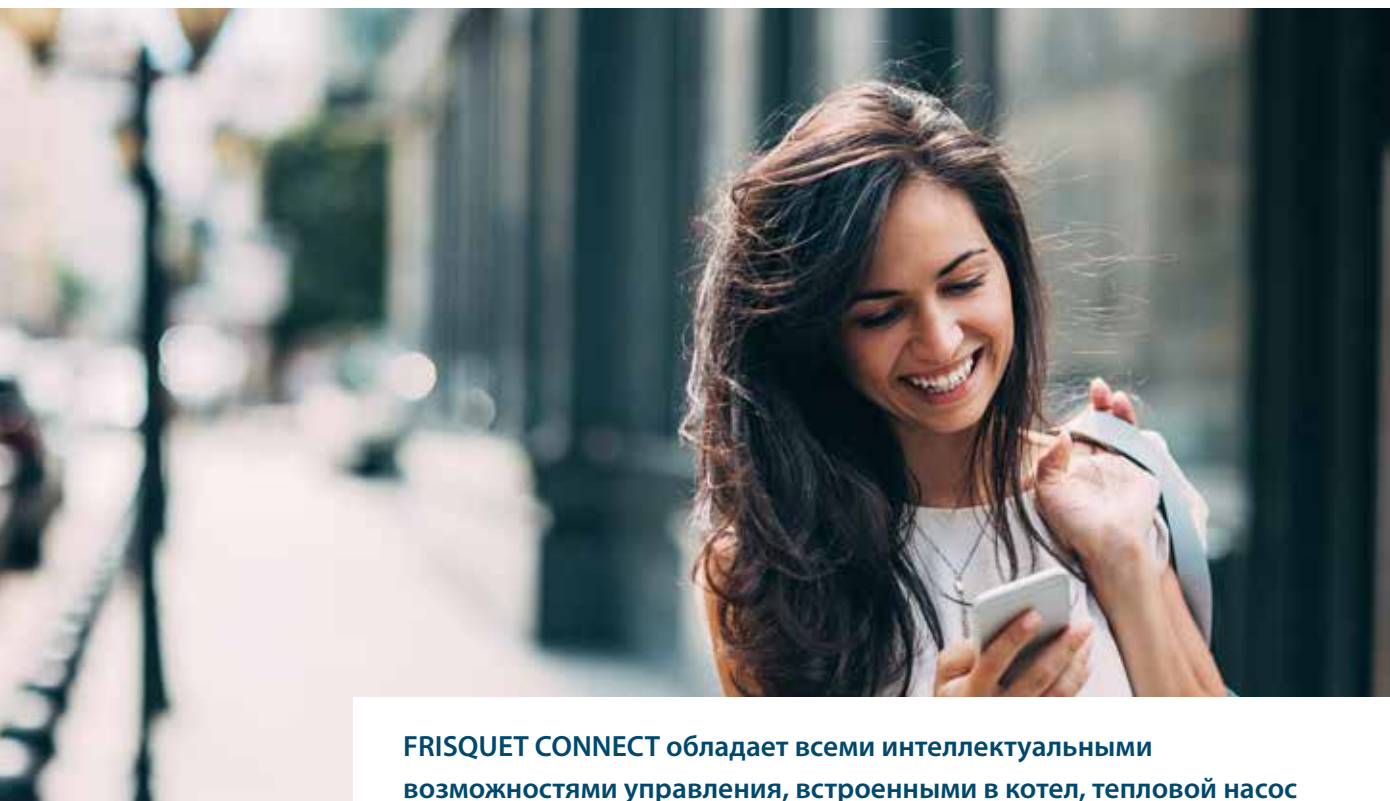 FRISQUET CONNECT обладает всеми интеллектуальными
возможностями управления, встроенными в котел, тепловой насос